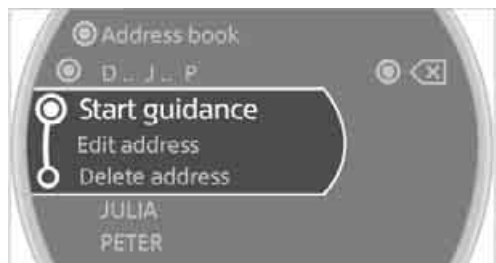 Address book
D .. J .. P
Start guidance
Edit address
Delete address
JULIA
PETER